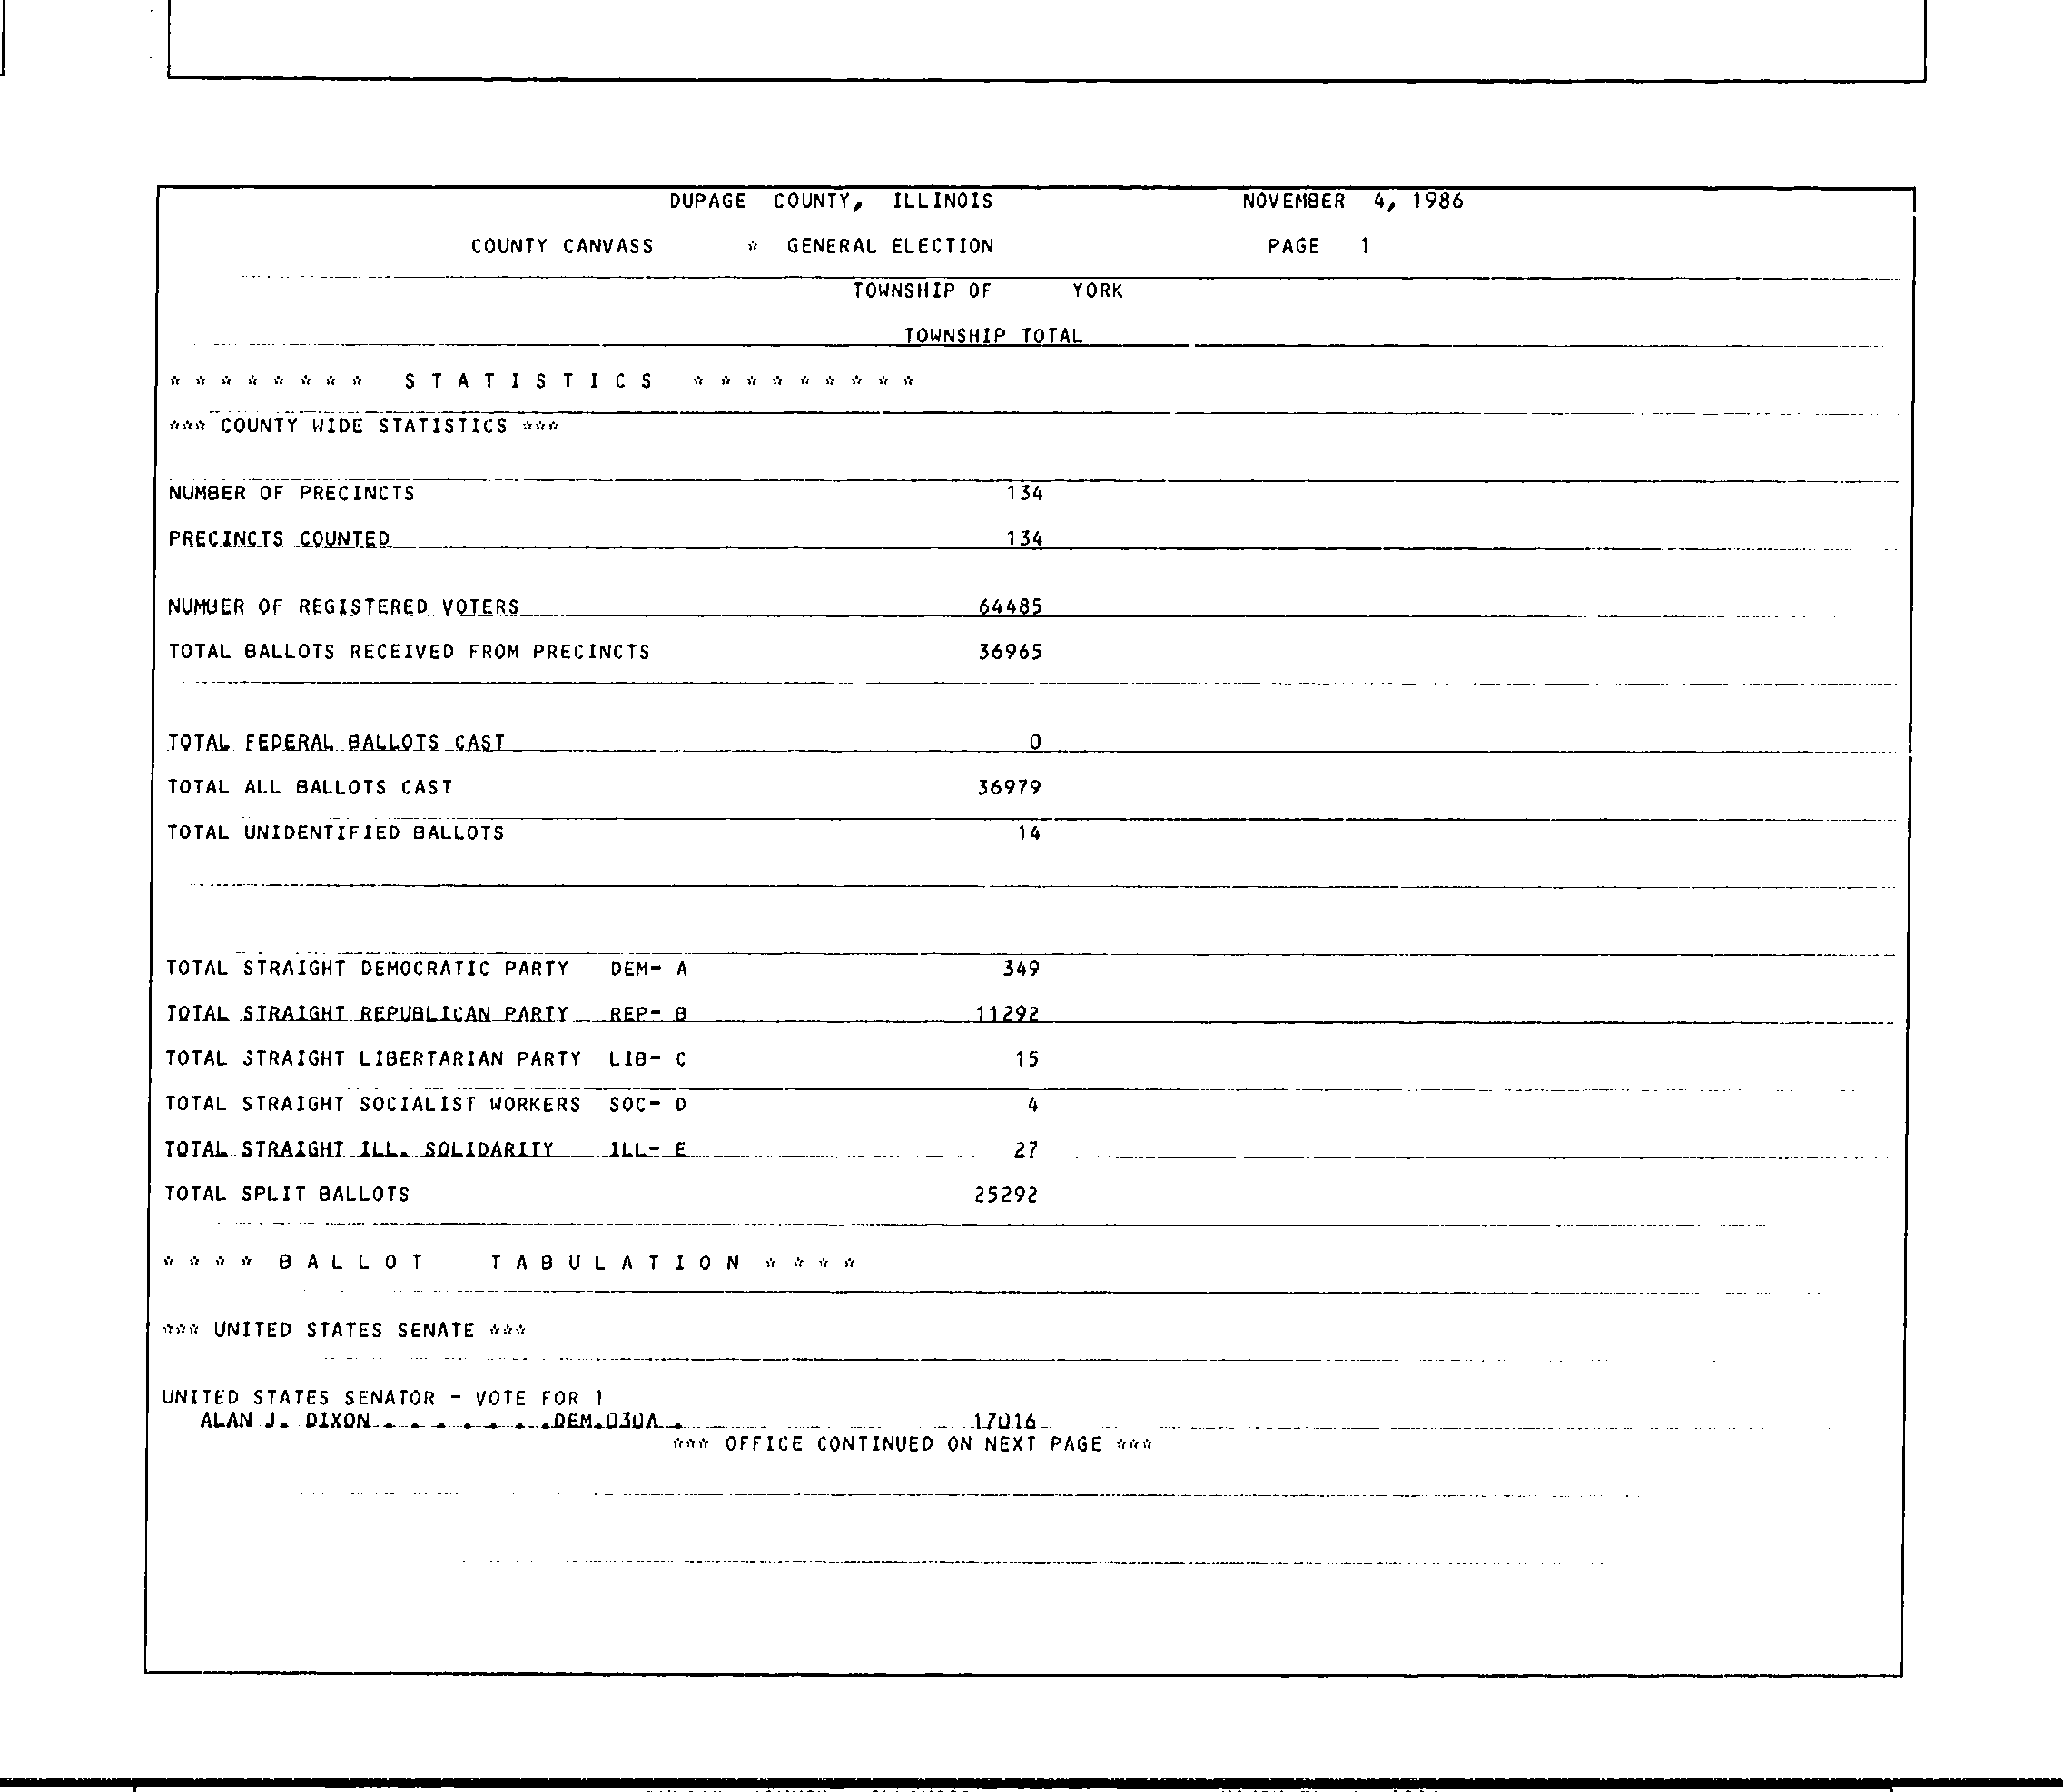 DUPAGE COUNTY, ILLINOIS NOVEMBER 4, 1986
COUNTY CANVASS * GENERAL ELECTION PAGE 1
TOWNSHIP OF YORK
TOWNSHIP TOTAL
* * * * * * * * S T A T I S T I C S * * * * * * * * *
*** COUNTY WIDE STATISTICS ***
NUMBER OF PRECINCTS 134
PRECINCTS COUNTED 134
NUMUER OF REGISTERED VOTERS 64485
TOTAL BALLOTS RECEIVED FROM PRECINCTS 36965
TOTAL FEDERAL BALLOTS CAST 0
TOTAL ALL BALLOTS CAST 36979
TOTAL UNIDENTIFIED BALLOTS 14
TOTAL STRAIGHT DEMOCRATIC PARTY DEM- A 349
TOTAL STRAIGHT REPUBLICAN PARTY REP- B 11292
TOTAL STRAIGHT LIBERTARIAN PARTY LIB- C 15
TOTAL STRAIGHT SOCIALIST WORKERS SOC- D 4
TOTAL STRAIGHT ILL. SOLIDARITY ILL- E 27
TOTAL SPLIT BALLOTS 25292
* * * * B A L L O T T A B U L A T I O N * * * *
*** UNITED STATES SENATE ***
UNITED STATES SENATOR - VOTE FOR 1
ALAN J. DIXON . . . . . . .DEM.030A . 17016
*** OFFICE CONTINUED ON NEXT PAGE ***